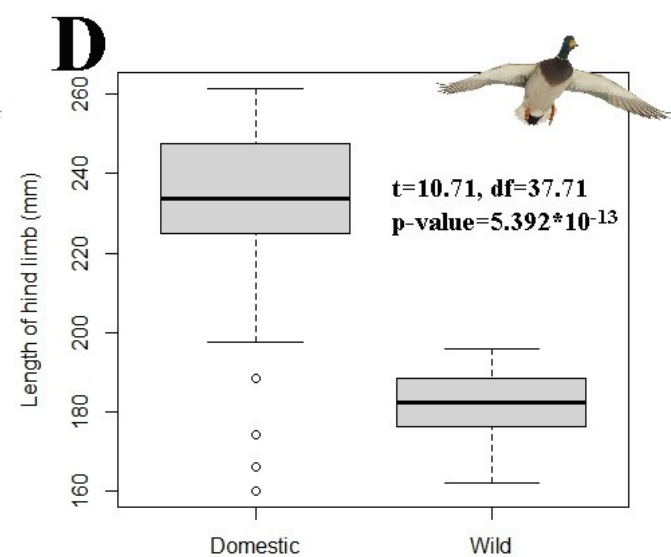 D
260
240
220
200
180
160
Length of hind limb (mm)
t=10.71, df=37.71
p-value=5.392*10-13
Domestic Wild